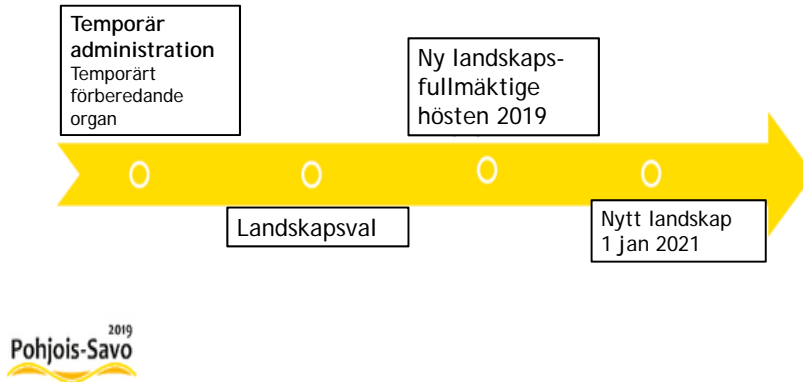 Temporär
administration
Temporärt
förberedande
organ
Ny landskaps-
fullmäktige
hösten 2019
Landskapsval
Nytt landskap
1 jan 2021
2019
Pohjois-Savo